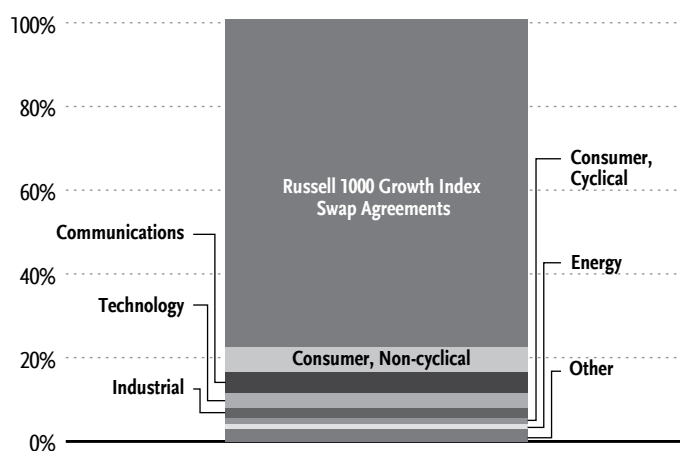 100%
80%
Consumer,
Cyclical
60%
Russell 1000 Growth Index
Swap Agreements
Communications
Energy
40%
Technology
20%
Consumer, Non-cyclical
Other
Industrial
0%